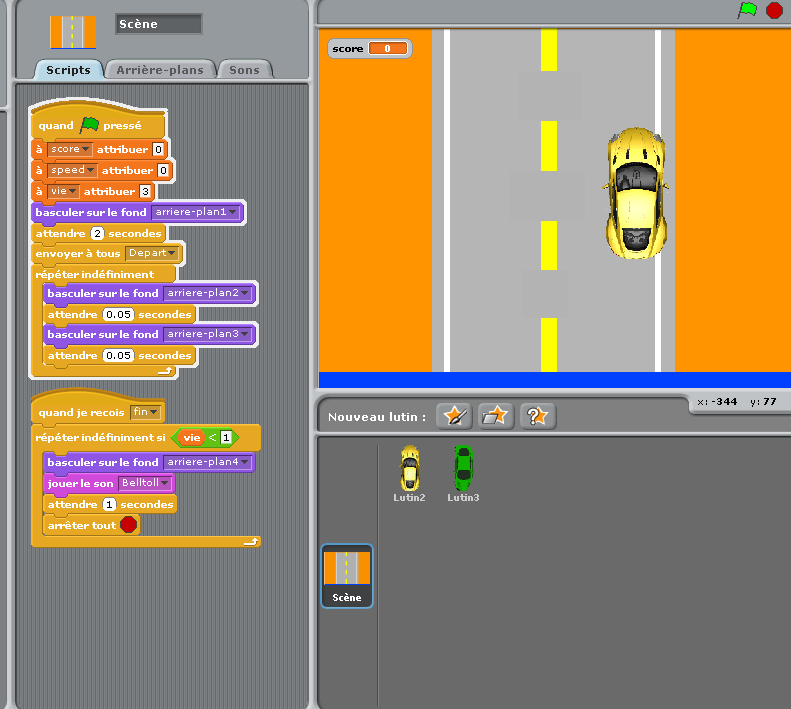 Scène
Scripts
Arrière-plans
Sons
quand pressé
à score attribuer 0
à speed attribuer 0
à vie attribuer 3
basculer sur le fond arriere-plan1
attendre 2 secondes
envoyer à tous Depart
répéter indéfiniment
basculer sur le fond arriere-plan2
attendre 0.05 secondes
basculer sur le fond arriere-plan3
attendre 0.05 secondes
quand je recois fin
répéter indéfiniment si vie < 1
basculer sur le fond arriere-plan4
jouer le son Belltoll
attendre 1 secondes
arrêter tout
score 0
x: -344 y: 77
Nouveau lutin :
Lutin2
Lutin3
Scène